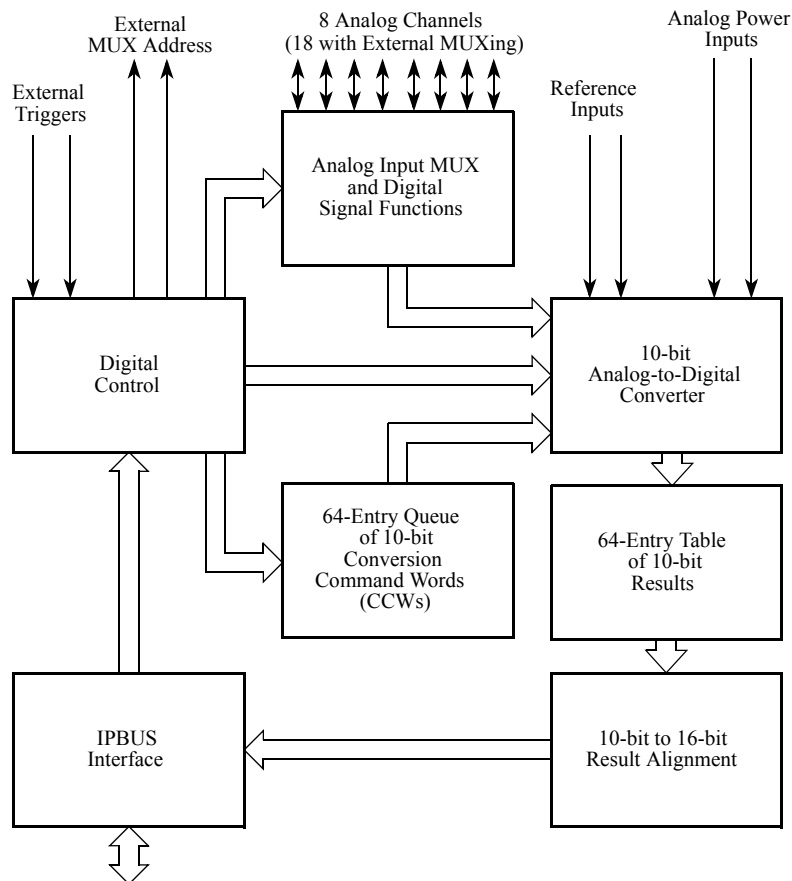 External
MUX Address
8 Analog Channels
(18 with External MUXing)
Analog Power
Inputs
External
Triggers
Reference
Inputs
Analog Input MUX
and Digital
Signal Functions
Digital
Control
10-bit
Analog-to-Digital
Converter
64-Entry Queue
of 10-bit
Conversion
Command Words
(CCWs)
64-Entry Table
of 10-bit
Results
IPBUS
Interface
10-bit to 16-bit
Result Alignment